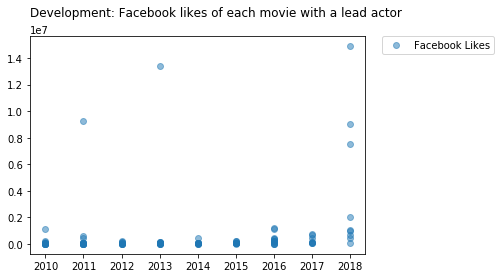 Development: Facebook likes of each movie with a lead actor
1e7
Facebook Likes
1.4
1.2
1.0
0.8
0.6
0.4
0.2
0.0
2010 2011 2012 2013 2014 2015 2016 2017 2018